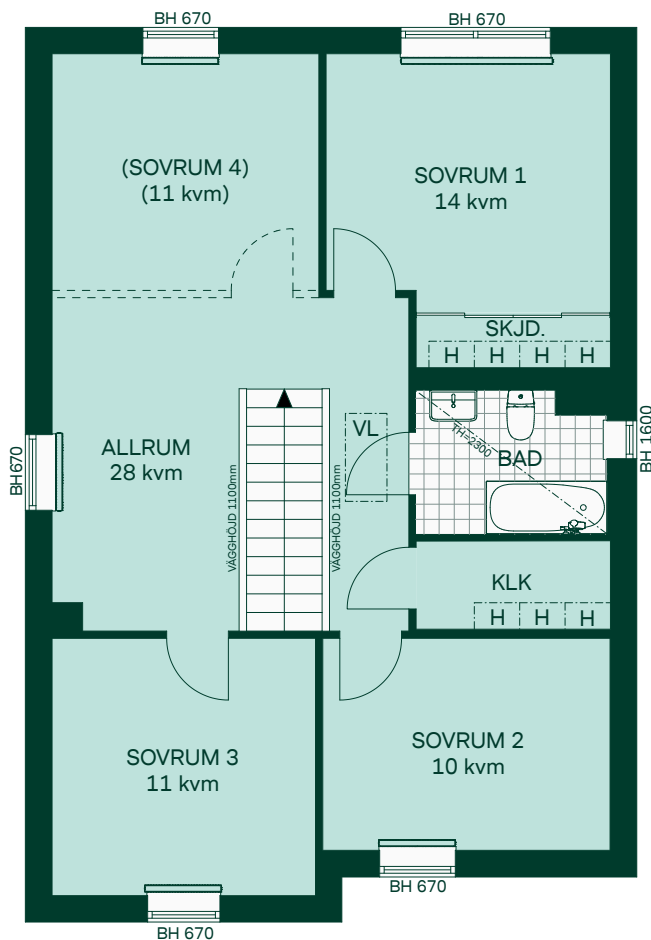 BH 670
BH 670
(SOVRUM 4)
(11 kvm)
SOVRUM 1
14 kvm
SKJD.
H H H H
VL
TH=2300
BAD
BH 1600
ALLRUM
28 kvm
BH670
VÄGGHÖJD 1100mm
VÄGGHÖJD 1100mm
KLK
H H H
SOVRUM 3
11 kvm
SOVRUM 2
10 kvm
BH 670
BH 670